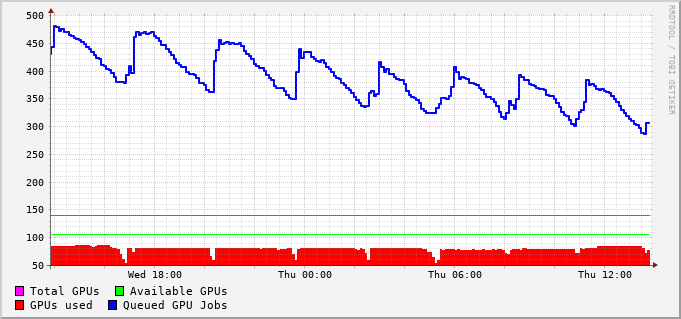 500
450
400
350
300
250
200
150
100
50
Wed 18:00 Thu 00:00 Thu 06:00 Thu 12:00
Total GPUs Available GPUs
GPUs used Queued GPU Jobs
RRDTOOL / TOBI OETIKER